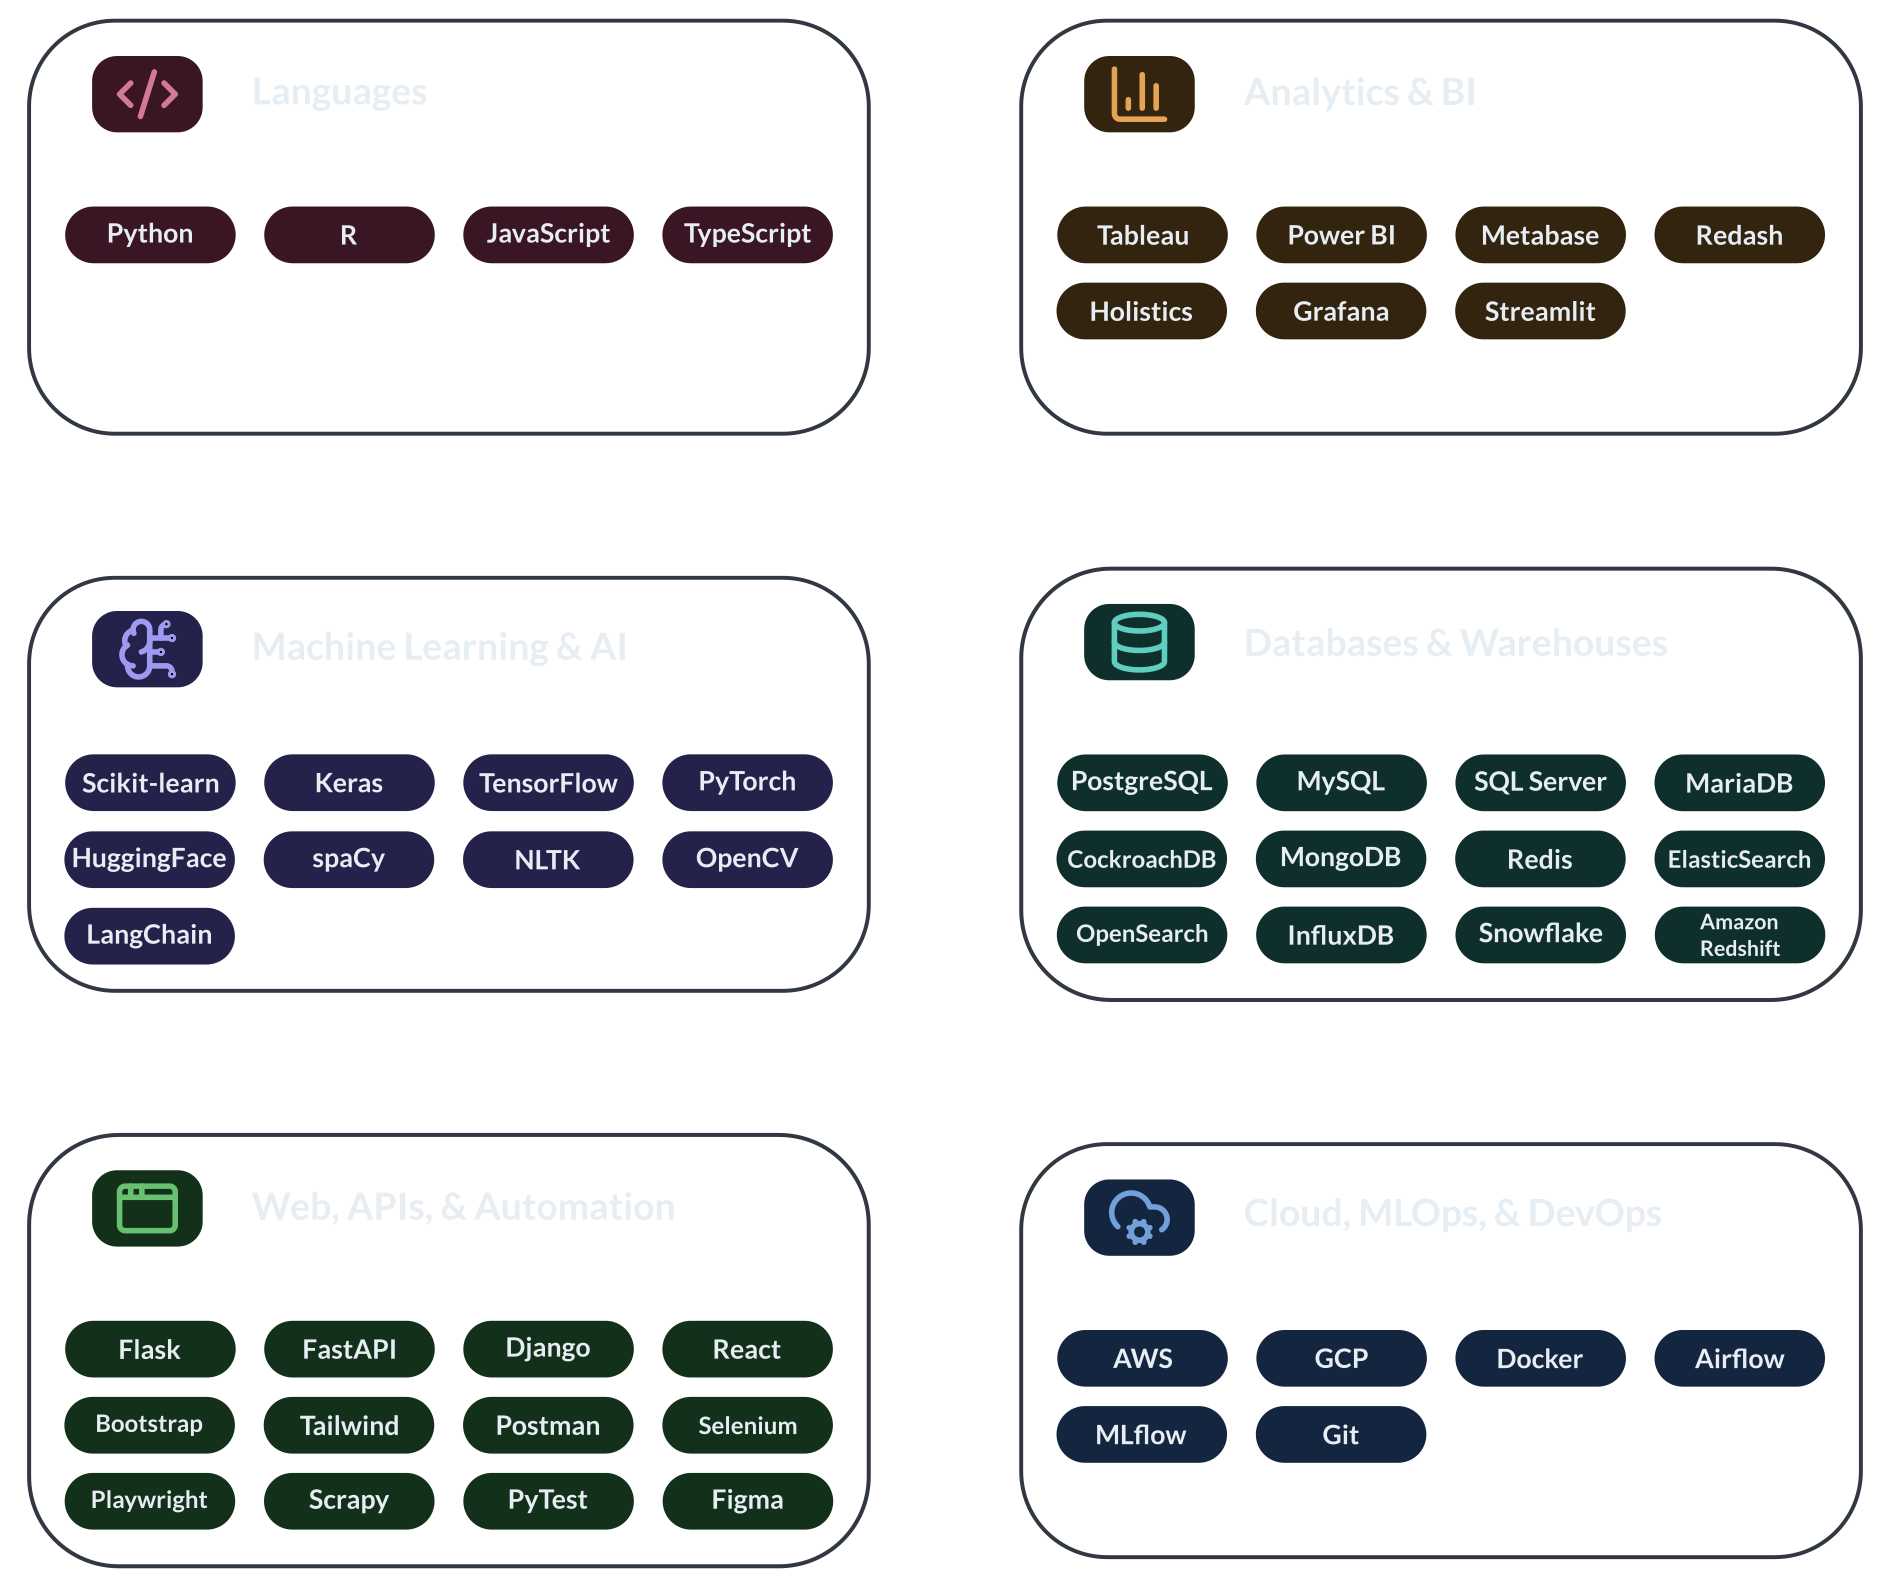 Languages
Python
R
JavaScript
TypeScript
Analytics & BI
Tableau
Power BI
Metabase
Redash
Holistics
Grafana
Streamlit
Machine Learning & AI
Scikit-learn
Keras
TensorFlow
PyTorch
HuggingFace
spaCy
NLTK
OpenCV
LangChain
Databases & Warehouses
PostgreSQL
MySQL
SQL Server
MariaDB
CockroachDB
MongoDB
Redis
ElasticSearch
OpenSearch
InfluxDB
Snowflake
Amazon
Redshift
Web, APIs, & Automation
Flask
FastAPI
Django
React
Bootstrap
Tailwind
Postman
Selenium
Playwright
Scrapy
PyTest
Figma
Cloud, MLOps, & DevOps
AWS
GCP
Docker
Airflow
MLflow
Git